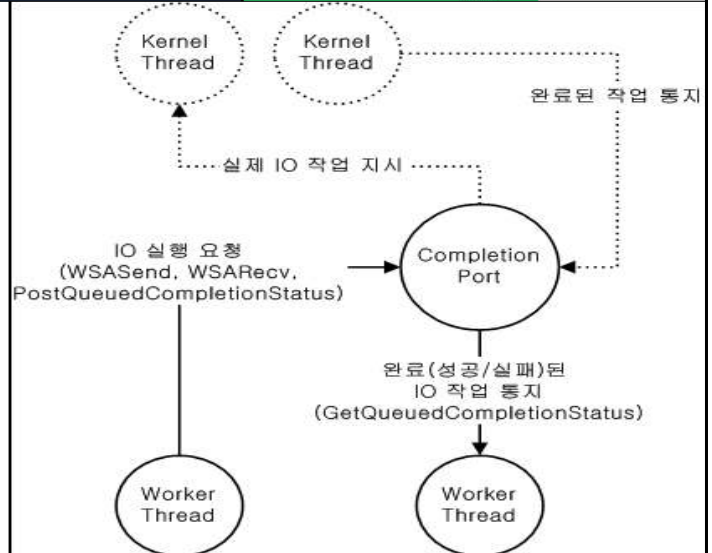 Kernel
Thread
Kernel
Thread
완료된 작업 통지
실제 IO 작업 지시
IO 실행 요청
(WSASend, WSARecv,
PostQueuedCompletionStatus)
Completion
Port
완료(성공/실패)된
IO 작업 통지
(GetQueuedCompletionStatus)
Worker
Thread
Worker
Thread